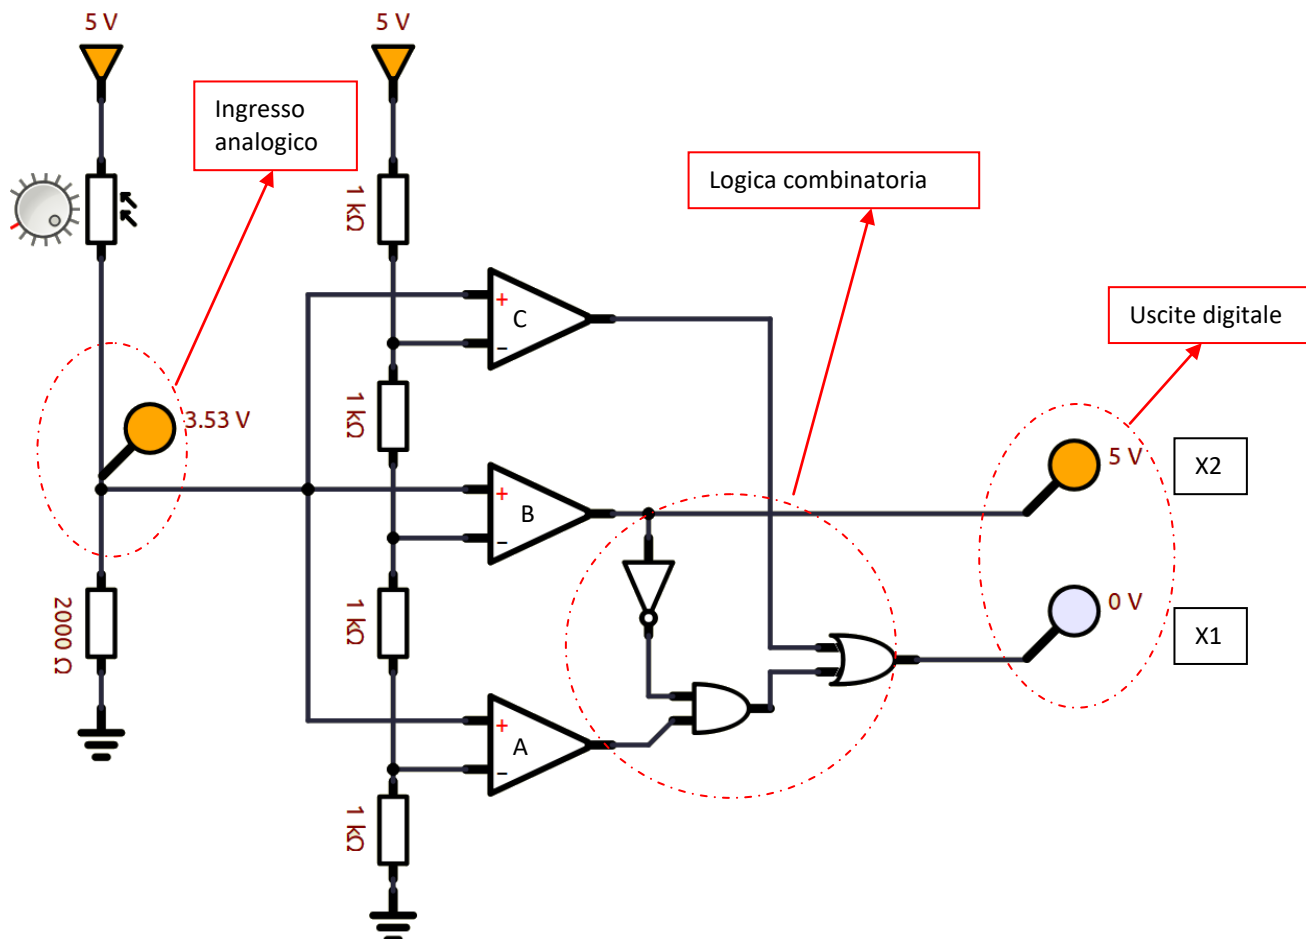 5 V
5 V
Ingresso
analogico
Logica combinatoria
1 kΩ
+
C
−
Uscite digitale
1 kΩ
3.53 V
5 V
X2
+
B
−
2000 Ω
1 kΩ
0 V
X1
+
A
−
1 kΩ